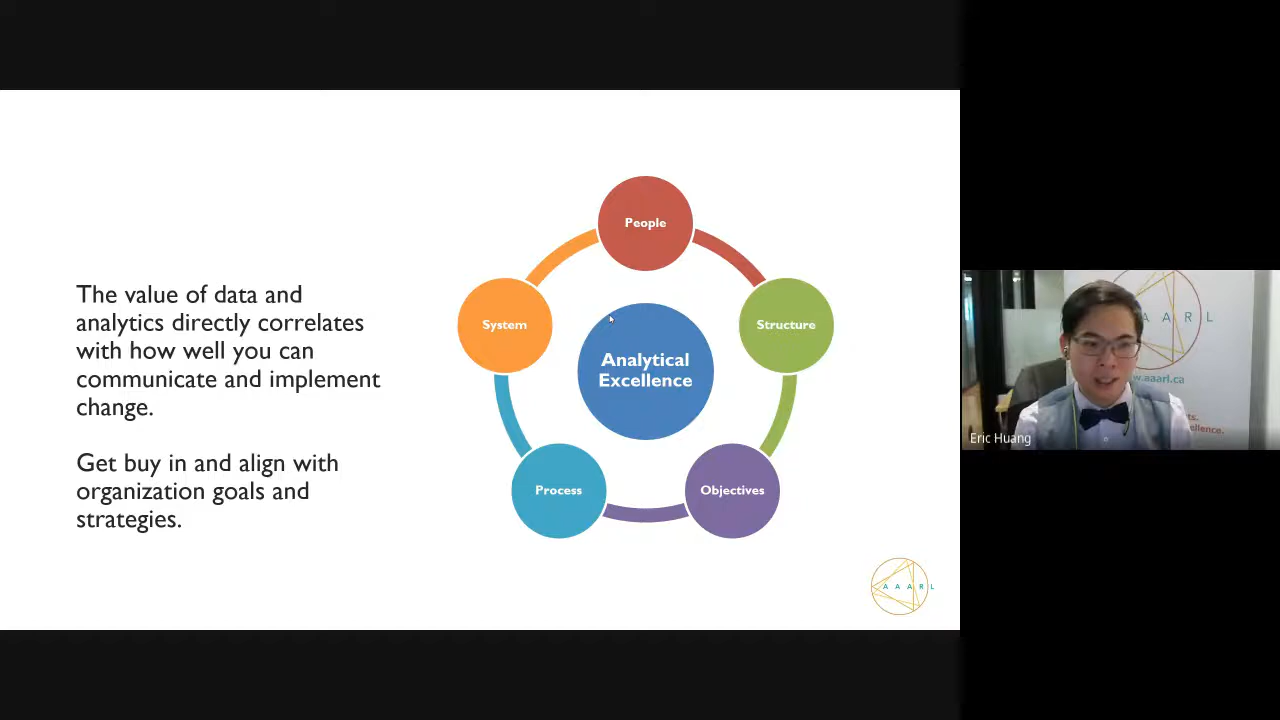 The value of data and
analytics directly correlates
with how well you can
communicate and implement
change.
Get buy in and align with
organization goals and
strategies.
People
System
Structure
Analytical
Excellence
Process
Objectives
A A A R L
A A R L
w.aaarl.ca
ts.
ellence.
Eric Huang